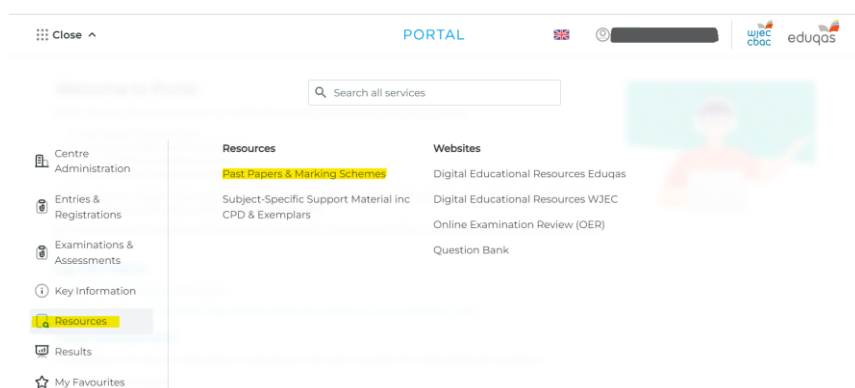 Close
PORTAL
wjec
cbac
eduqas
Search all services
Centre
Administration
Entries &
Registrations
Examinations &
Assessments
Key Information
Resources
Results
My Favourites
Resources
Past Papers & Marking Schemes
Subject-Specific Support Material inc
CPD & Exemplars
Websites
Digital Educational Resources Eduqas
Digital Educational Resources WJEC
Online Examination Review (OER)
Question Bank